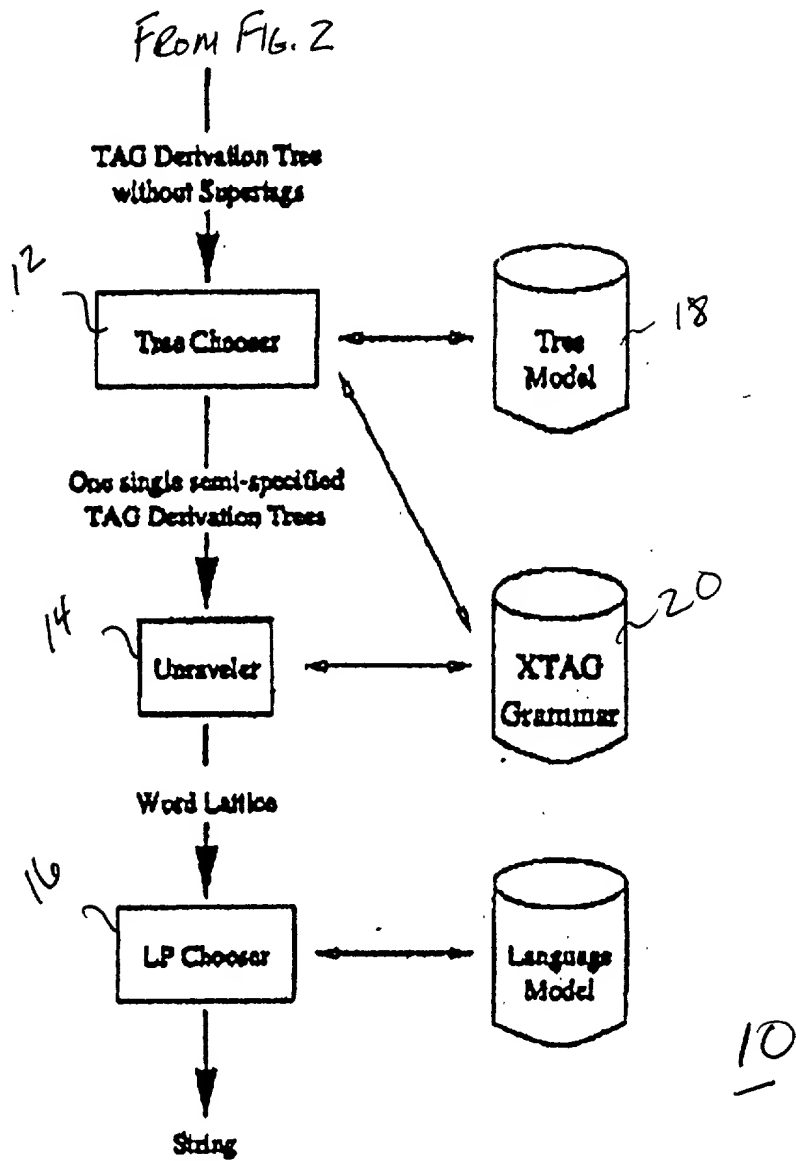 FROM FIG. 2
TAG Derivation Tree
without Supertags
12
Tree Chooser
Tree
Model
18
One single semi-specified
TAG Derivation Trees
14
Unraveler
XTAG
Grammar
20
Word Lattice
16
LP Chooser
Language
Model
10
String